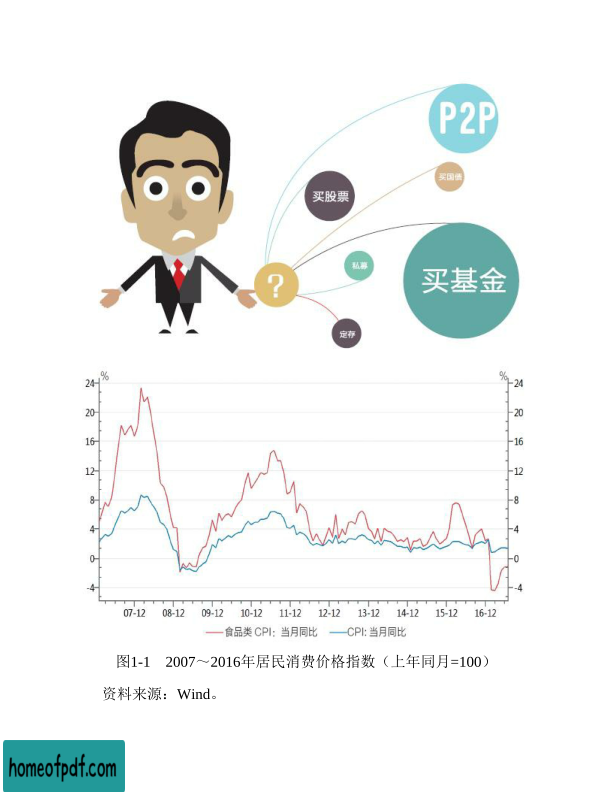 P2P
买国债
买股票
私募
买基金
?
定存
% %
24 24
20 20
16 16
12 12
8 8
4 4
0 0
-4 -4
07-12 08-12 09-12 10-12 11-12 12-12 13-12 14-12 15-12 16-12
食品类 CPI：当月同比 CPI: 当月同比
图1-1 2007～2016年居民消费价格指数（上年同月=100）
资料来源：Wind。
homeofpdf.com